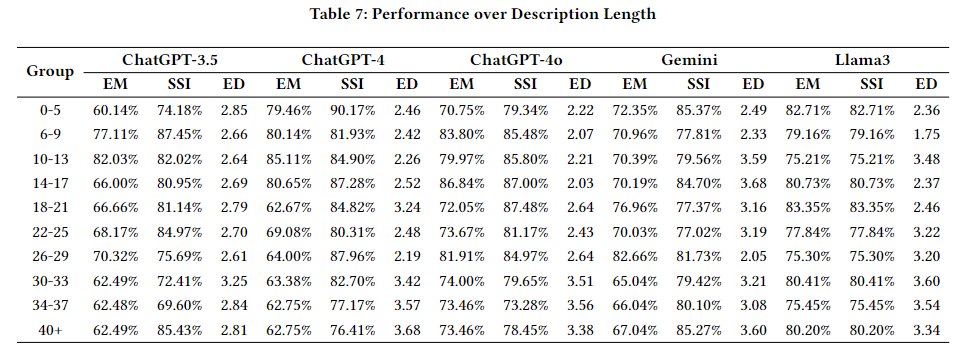 Table 7: Performance over Description Length
Group ChatGPT-3.5 ChatGPT-4 ChatGPT-4o Gemini Llama3
EM SSI ED EM SSI ED EM SSI ED EM SSI ED EM SSI ED
0-5 60.14% 74.18% 2.85 79.46% 90.17% 2.46 70.75% 79.34% 2.22 72.35% 85.37% 2.49 82.71% 82.71% 2.36
6-9 77.11% 87.45% 2.66 80.14% 81.93% 2.42 83.80% 85.48% 2.07 70.96% 77.81% 2.33 79.16% 79.16% 1.75
10-13 82.03% 82.02% 2.64 85.11% 84.90% 2.26 79.97% 85.80% 2.21 70.39% 79.56% 3.59 75.21% 75.21% 3.48
14-17 66.00% 80.95% 2.69 80.65% 87.28% 2.52 86.84% 87.00% 2.03 70.19% 84.70% 3.68 80.73% 80.73% 2.37
18-21 66.66% 81.14% 2.79 62.67% 84.82% 3.24 72.05% 87.48% 2.64 76.96% 77.37% 3.16 83.35% 83.35% 2.46
22-25 68.17% 84.97% 2.70 69.08% 80.31% 2.48 73.67% 81.17% 2.43 70.03% 77.02% 3.19 77.84% 77.84% 3.22
26-29 70.32% 75.69% 2.61 64.00% 87.96% 2.19 81.91% 84.97% 2.64 82.66% 81.73% 2.05 75.30% 75.30% 3.20
30-33 62.49% 72.41% 3.25 63.38% 82.70% 3.42 74.00% 79.65% 3.51 65.04% 79.42% 3.21 80.41% 80.41% 3.60
34-37 62.48% 69.60% 2.84 62.75% 77.17% 3.57 73.46% 73.28% 3.56 66.04% 80.10% 3.08 75.45% 75.45% 3.54
40+ 62.49% 85.43% 2.81 62.75% 76.41% 3.68 73.46% 78.45% 3.38 67.04% 85.27% 3.60 80.20% 80.20% 3.34